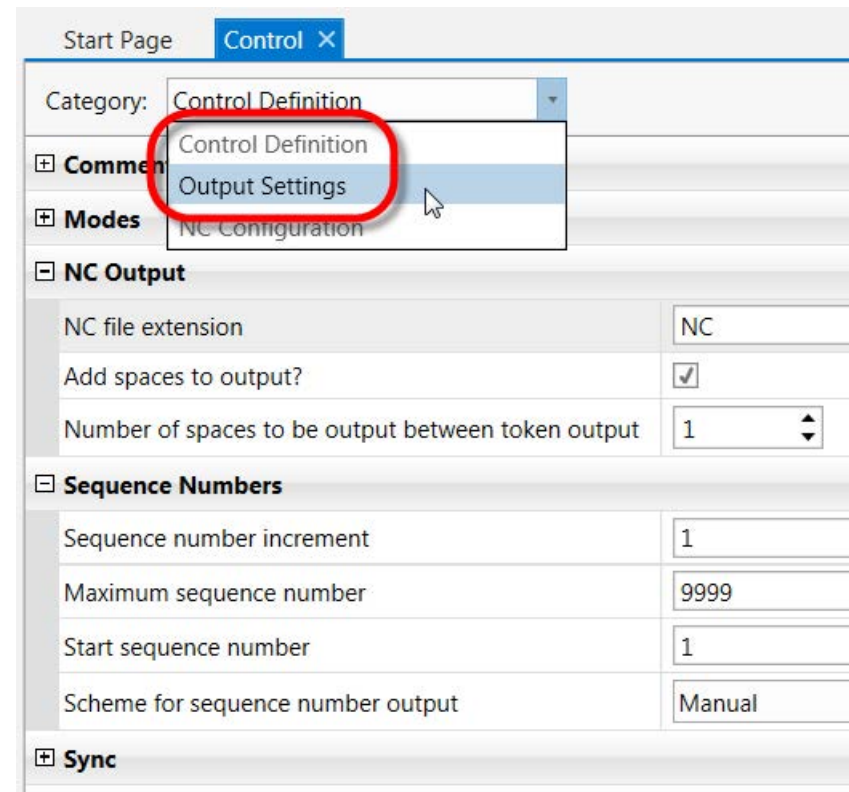 Start Page Control ×
Category: Control Definition
Control Definition
Commen
Output Settings
Modes
NC Configuration
NC Output
NC file extension NC
Add spaces to output?
Number of spaces to be output between token output 1
Sequence Numbers
Sequence number increment 1
Maximum sequence number 9999
Start sequence number 1
Scheme for sequence number output Manual
Sync